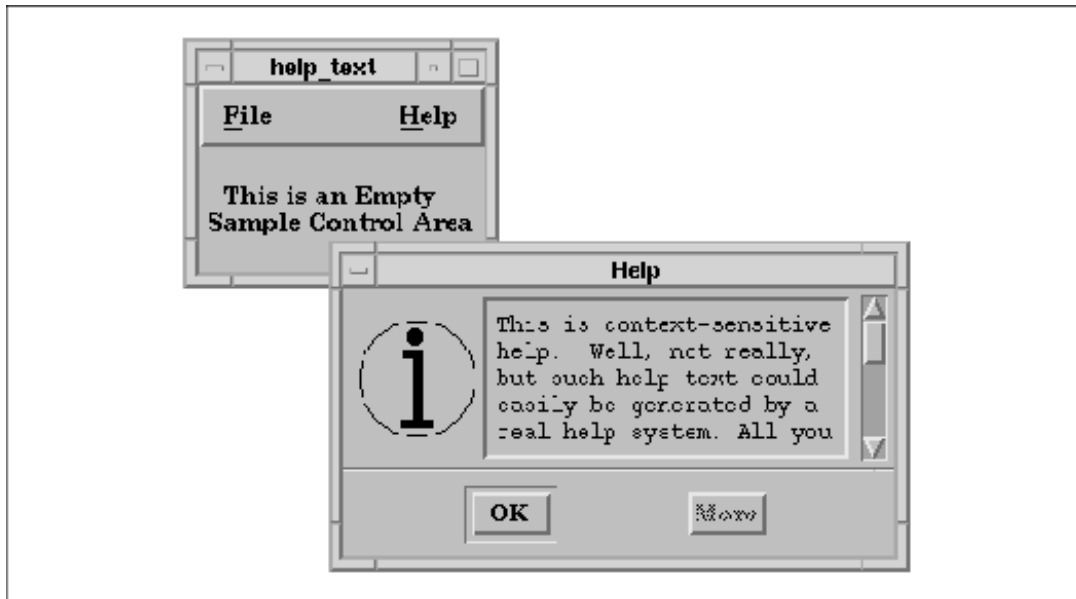 help_text
File Help
This is an Empty
Sample Control Area
Help
This is context-sensitive
help. Well, not really,
but such help text could
easily be generated by a
real help system. All you
OK More